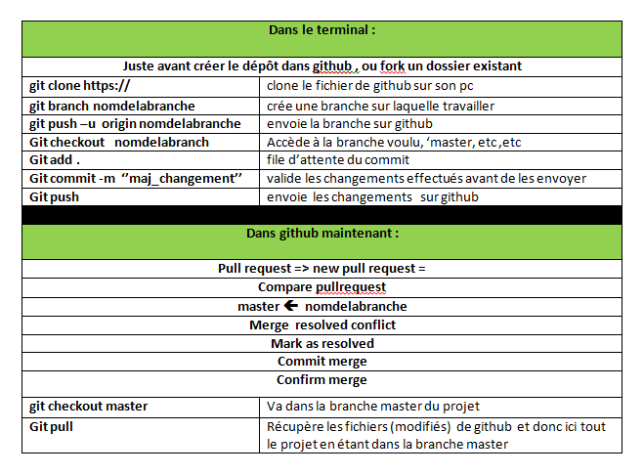 Dans le terminal :
Juste avant créer le dépôt dans github , ou fork un dossier existant
git clone https:// clone le fichier de github sur son pc
git branch nomdelabranche crée une branche sur laquelle travailler
git push –u origin nomdelabranche envoie la branche sur github
Git checkout nomdelabranch Accède à la branche voulu, ‘master, etc ,etc
Git add . file d’attente du commit
Git commit -m ‘’maj_changement’’ valide les changements effectués avant de les envoyer
Git push envoie les changements sur github
Dans github maintenant :
Pull request => new pull request =
Compare pullrequest
master 🡸 nomdelabranche
Merge resolved conflict
Mark as resolved
Commit merge
Confirm merge
git checkout master Va dans la branche master du projet
Git pull Récupère les fichiers (modifiés) de github et donc ici tout
le projet en étant dans la branche master